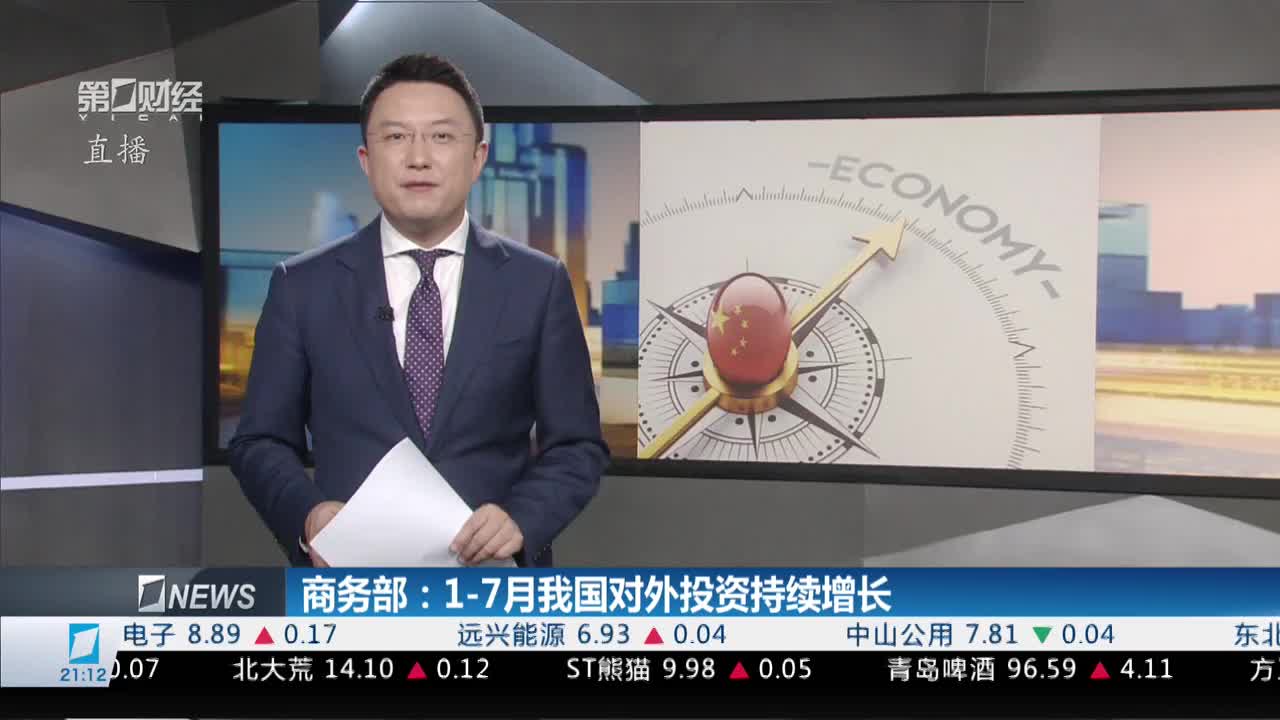 第一财经
YICAI
直播
-ECONOMY-
NEWS
商务部：1-7月我国对外投资持续增长
电子 8.89 ▲ 0.17 远兴能源 6.93 ▲ 0.04 中山公用 7.81 ▼ 0.04 东北
21:12
0.07 北大荒 14.10 ▲ 0.12 ST熊猫 9.98 ▲ 0.05 青岛啤酒 96.59 ▲ 4.11 方